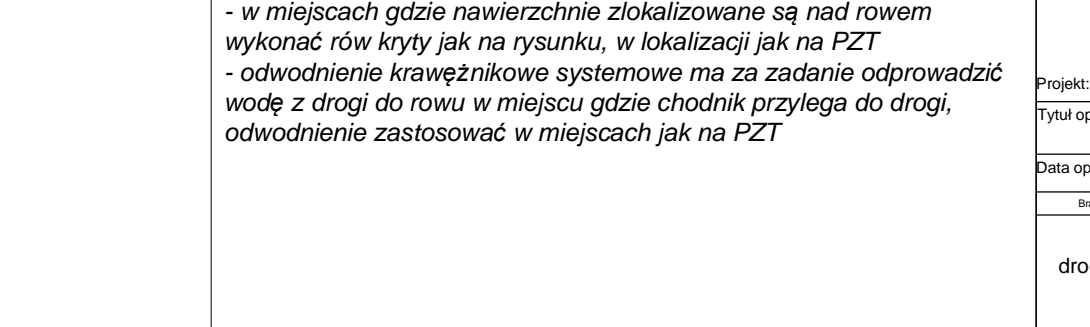 - w miejscach gdzie nawierzchnie zlokalizowane są nad rowem
wykonać rów kryty jak na rysunku, w lokalizacji jak na PZT
- odwodnienie krawężnikowe systemowe ma za zadanie odprowadzić
wodę z drogi do rowu w miejscu gdzie chodnik przylega do drogi,
odwodnienie zastosować w miejscach jak na PZT
Projekt:
Tytuł op
Data op
Bra
dro